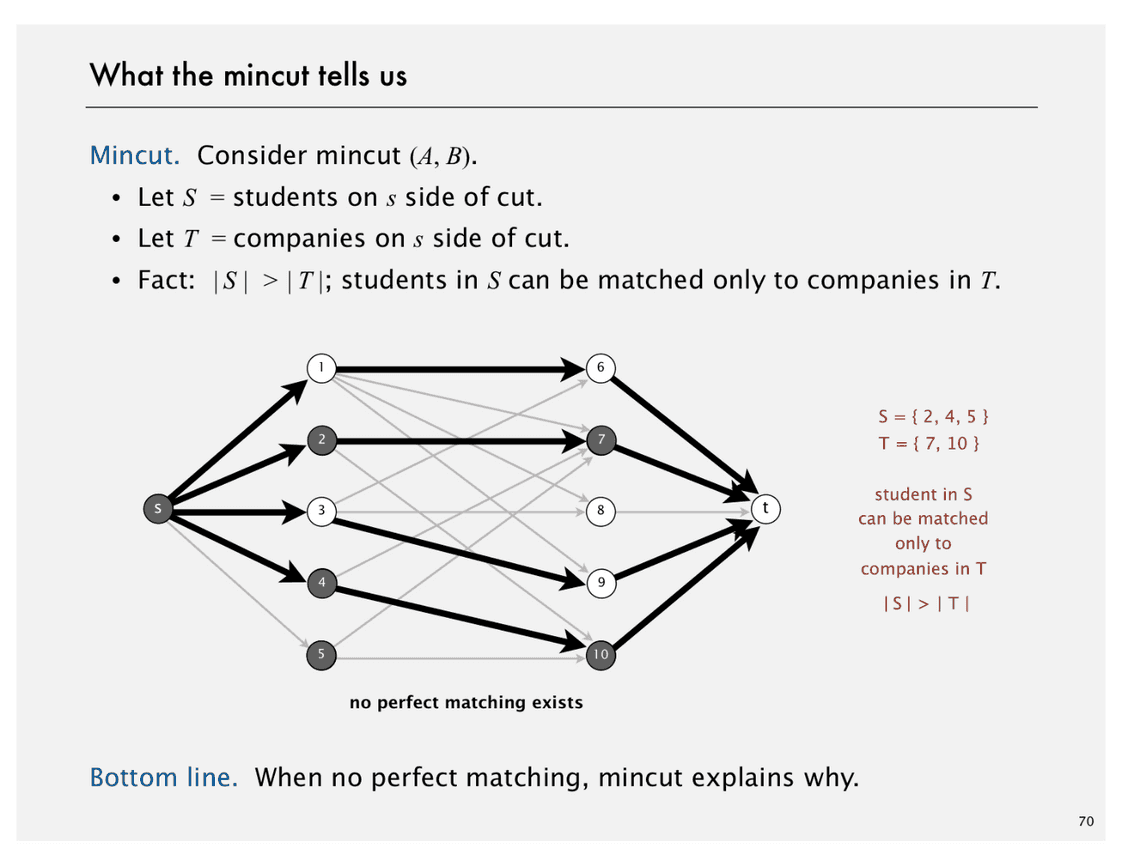 What the mincut tells us
Mincut. Consider mincut (A, B).
• Let S = students on s side of cut.
• Let T = companies on s side of cut.
• Fact: | S | > | T |; students in S can be matched only to companies in T.
1
6
2
7
s
3
8
t
4
9
5
10
S = { 2, 4, 5 }
T = { 7, 10 }
student in S
can be matched
only to
companies in T
| S | > | T |
no perfect matching exists
Bottom line. When no perfect matching, mincut explains why.
70